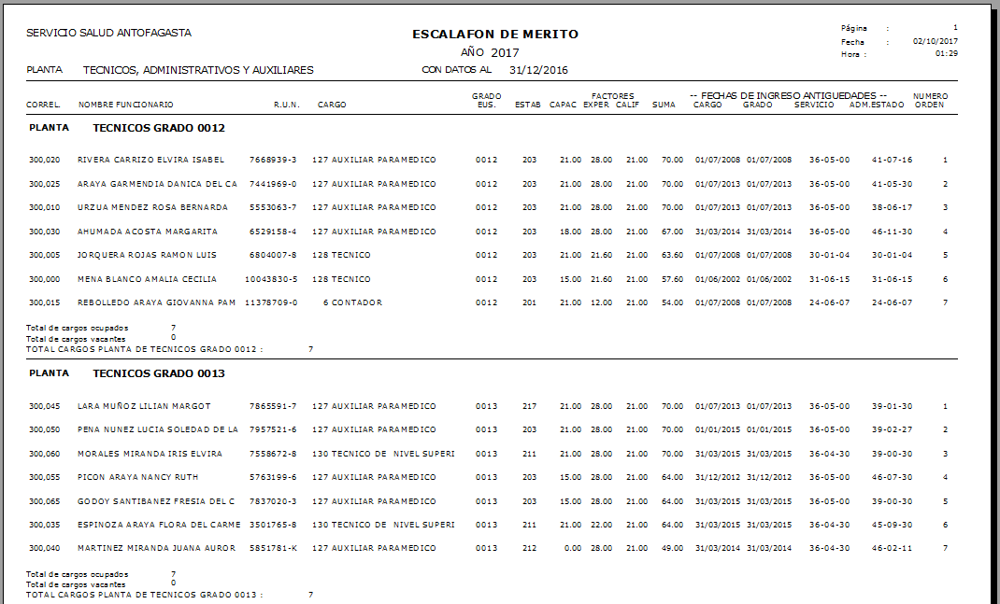 SERVICIO SALUD ANTOFAGASTA ESCALAFON DE MERITO Página : 1
AÑO 2017 Fecha : 02/10/2017
Hora : 01:29
PLANTA TECNICOS, ADMINISTRATIVOS Y AUXILIARES CON DATOS AL 31/12/2016
GRADO FACTORES -- FECHAS DE INGRESO ANTIGUEDADES -- NUMERO
CORREL. NOMBRE FUNCIONARIO R.U.N. CARGO EUS. ESTAB CAPAC EXPER CALIF SUMA CARGO GRADO SERVICIO ADM.ESTADO ORDEN
PLANTA TECNICOS GRADO 0012
300,020 RIVERA CARRIZO ELVIRA ISABEL 7668939-3 127 AUXILIAR PARAMEDICO 0012 203 21.00 28.00 21.00 70.00 01/07/2008 01/07/2008 36-05-00 41-07-16 1
300,025 ARAYA GARMENDIA DANICA DEL CA 7441969-0 127 AUXILIAR PARAMEDICO 0012 203 21.00 28.00 21.00 70.00 01/07/2013 01/07/2013 36-05-00 41-05-30 2
300,010 URZUA MENDEZ ROSA BERNARDA 5553063-7 127 AUXILIAR PARAMEDICO 0012 203 21.00 28.00 21.00 70.00 01/07/2013 01/07/2013 36-05-00 38-06-17 3
300,030 AHUMADA ACOSTA MARGARITA 6529158-4 127 AUXILIAR PARAMEDICO 0012 203 18.00 28.00 21.00 67.00 31/03/2014 31/03/2014 36-05-00 46-11-30 4
300,005 JORQUERA ROJAS RAMON LUIS 6804007-8 128 TECNICO 0012 203 21.00 21.60 21.00 63.60 01/07/2008 01/07/2008 30-01-04 30-01-04 5
300,000 MENA BLANCO AMALIA CECILIA 10043830-5 128 TECNICO 0012 203 15.00 21.60 21.00 57.60 01/06/2002 01/06/2002 31-06-15 31-06-15 6
300,015 REBOLLEDO ARAYA GIOVANNA PAM 11378709-0 6 CONTADOR 0012 201 21.00 12.00 21.00 54.00 01/07/2008 01/07/2008 24-06-07 24-06-07 7
Total de cargos ocupados 7
Total de cargos vacantes 0
TOTAL CARGOS PLANTA DE TECNICOS GRADO 0012 : 7
PLANTA TECNICOS GRADO 0013
300,045 LARA MUÑOZ LILIAN MARGOT 7865591-7 127 AUXILIAR PARAMEDICO 0013 217 21.00 28.00 21.00 70.00 01/07/2013 01/07/2013 36-05-00 39-01-30 1
300,050 PENA NUNEZ LUCIA SOLEDAD DE LA 7957521-6 127 AUXILIAR PARAMEDICO 0013 203 21.00 28.00 21.00 70.00 01/01/2015 01/01/2015 36-05-00 39-02-27 2
300,060 MORALES MIRANDA IRIS ELVIRA 7558672-8 130 TECNICO DE NIVEL SUPERI 0013 211 21.00 28.00 21.00 70.00 31/03/2015 31/03/2015 36-04-30 39-00-30 3
300,055 PICON ARAYA NANCY RUTH 5763199-6 127 AUXILIAR PARAMEDICO 0013 203 15.00 28.00 21.00 64.00 31/12/2012 31/12/2012 36-05-00 46-07-30 4
300,065 GODOY SANTIBANEZ FRESIA DEL C 7837020-3 127 AUXILIAR PARAMEDICO 0013 203 15.00 28.00 21.00 64.00 31/03/2015 31/03/2015 36-05-00 39-00-30 5
300,035 ESPINOZA ARAYA FLORA DEL CARME 3501765-8 130 TECNICO DE NIVEL SUPERI 0013 211 21.00 22.00 21.00 64.00 31/03/2015 31/03/2015 36-04-30 45-09-30 6
300,040 MARTINEZ MIRANDA JUANA AUROR 5851781-K 127 AUXILIAR PARAMEDICO 0013 212 0.00 28.00 21.00 49.00 31/03/2014 31/03/2014 36-04-30 46-02-11 7
Total de cargos ocupados 7
Total de cargos vacantes 0
TOTAL CARGOS PLANTA DE TECNICOS GRADO 0013 : 7